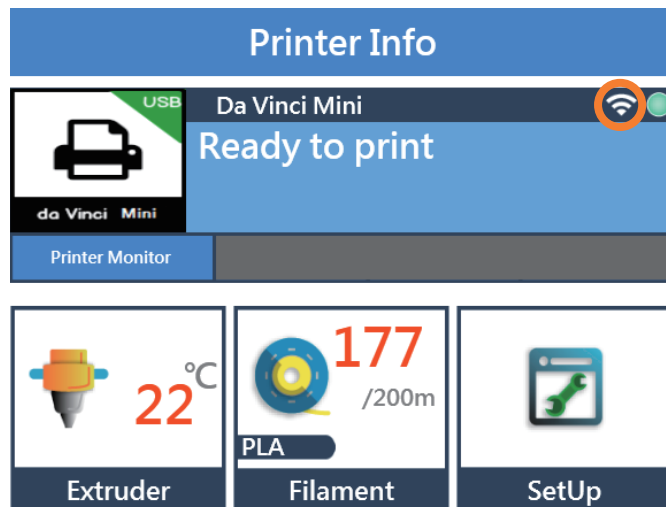 Printer Info
USB
Da Vinci Mini
Ready to print
da Vinci Mini
Printer Monitor
22 °C
177
/200m
PLA
Extruder
Filament
SetUp